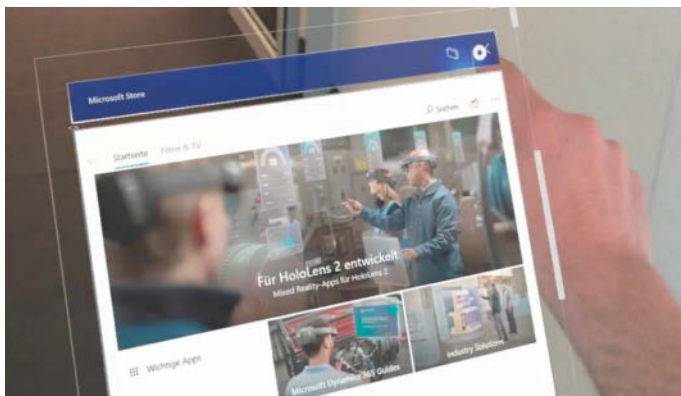 Microsoft Store
Suchen
Startseite Filme & TV
Für HoloLens 2 entwickelt
Mixed Reality-Apps für HoloLens 2
Wichtige Apps
Microsoft Dynamics 365 Guides
Industry Solutions